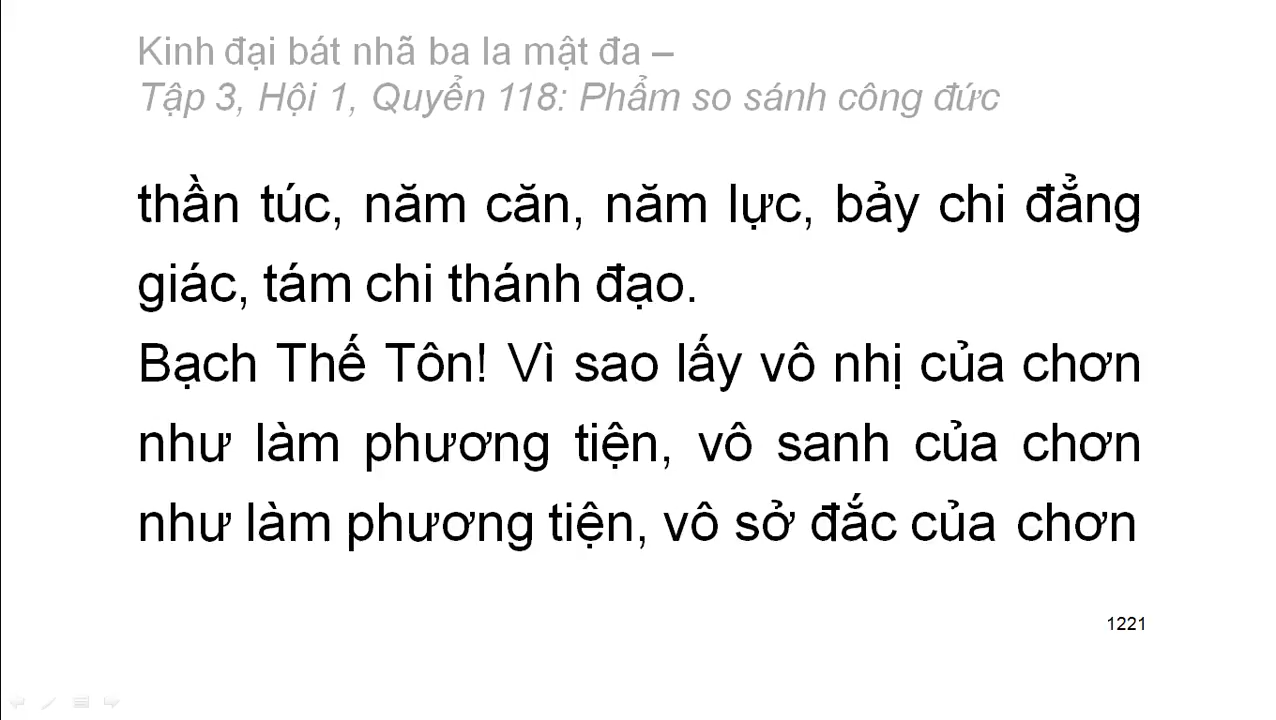 Kinh đại bát nhã ba la mật đa –
Tập 3, Hội 1, Quyển 118: Phẩm so sánh công đức
thần túc, năm căn, năm lực, bảy chi đẳng
giác, tám chi thánh đạo.
Bạch Thế Tôn! Vì sao lấy vô nhị của chơn
như làm phương tiện, vô sanh của chơn
như làm phương tiện, vô sở đắc của chơn
1221